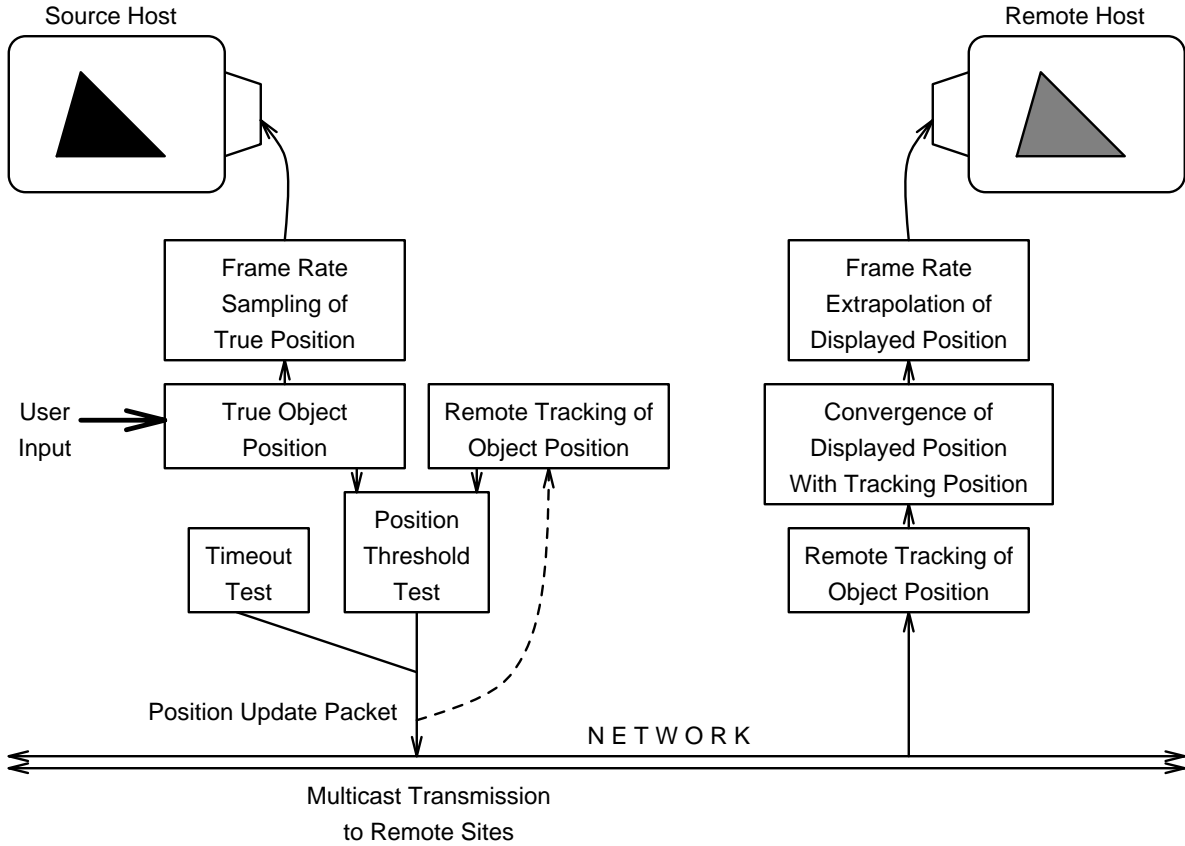 Source Host
Remote Host
Frame Rate
Sampling of
True Position
Frame Rate
Extrapolation of
Displayed Position
User
Input
True Object
Position
Remote Tracking of
Object Position
Convergence of
Displayed Position
With Tracking Position
Timeout
Test
Position
Threshold
Test
Remote Tracking of
Object Position
Position Update Packet
N E T W O R K
Multicast Transmission
to Remote Sites